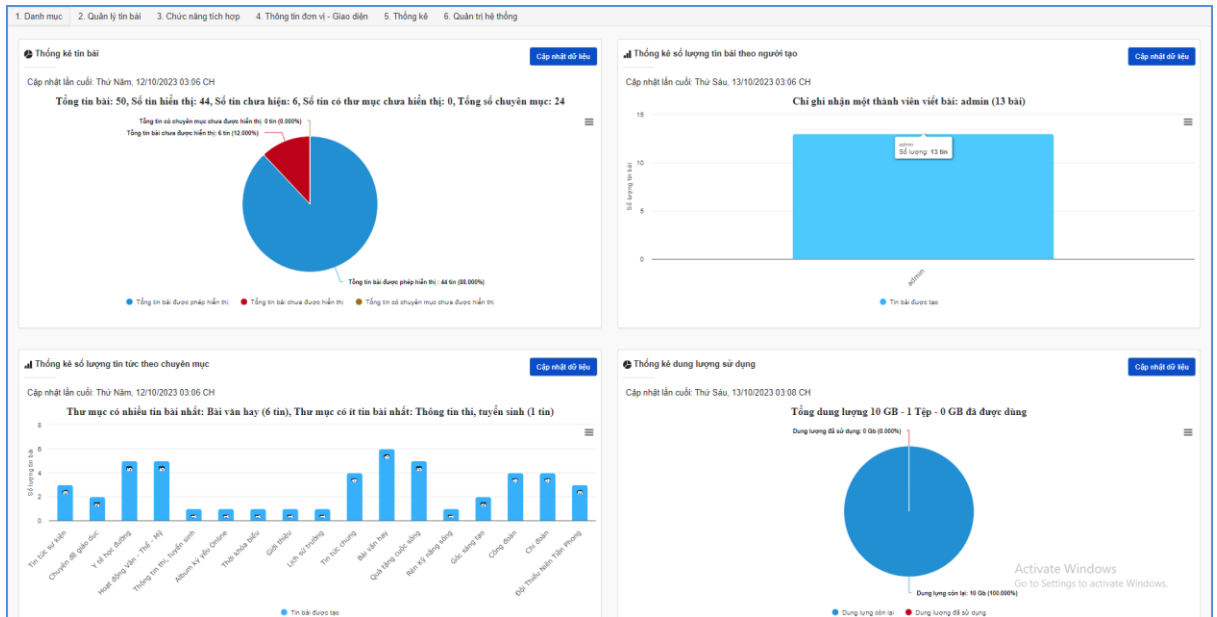 1. Danh mục 2. Quản lý tin bài 3. Chức năng tích hợp 4. Thông tin đơn vị - Giao diện 5. Thống kê 6. Quản trị hệ thống
Thống kê tin bài
Cập nhật dữ liệu
Cập nhật lần cuối: Thứ Năm, 12/10/2023 03:06 CH
Tổng tin bài: 50, Số tin hiển thị: 44, Số tin chưa hiện: 6, Số tin có thư mục chưa hiển thị: 0, Tổng số chuyên mục: 24
Tổng tin có chuyên mục chưa được hiển thị: 0 tin (0.000%)
Tổng tin bài chưa được hiển thị: 6 tin (12.000%)
Tổng tin bài được phép hiển thị : 44 tin (88.000%)
Tổng tin bài được phép hiển thị Tổng tin bài chưa được hiển thị Tổng tin có chuyên mục chưa được hiển thị
Thống kê số lượng tin bài theo người tạo
Cập nhật dữ liệu
Cập nhật lần cuối: Thứ Sáu, 13/10/2023 03:06 CH
Chỉ ghi nhận một thành viên viết bài: admin (13 bài)
Số lượng tin bài
15
10
5
0
admin
Số lượng: 13 tin
admin
Tin bài được tạo
Thống kê số lượng tin tức theo chuyên mục
Cập nhật dữ liệu
Cập nhật lần cuối: Thứ Năm, 12/10/2023 03:06 CH
Thư mục có nhiều tin bài nhất: Bài văn hay (6 tin), Thư mục có ít tin bài nhất: Thông tin thi, tuyển sinh (1 tin)
Số lượng tin bài
8
6
4
2
0
Tin tức sự kiện
Chuyên đề giáo dục
Y tế học đường
Hoạt động Văn - Thể - Mỹ
Thông tin thi, tuyển sinh
Album kỷ yếu Online
Thời khóa biểu
Giới thiệu
Lịch sử trường
Tin tức chung
Bài văn hay
Quà tặng cuộc sống
Rèn Kỹ năng sống
Góc sáng tạo
Công đoàn
Chi đoàn
Đội Thiếu Niên Tiền Phong
Tin bài được tạo
Thống kê dung lượng sử dụng
Cập nhật dữ liệu
Cập nhật lần cuối: Thứ Sáu, 13/10/2023 03:08 CH
Tổng dung lượng 10 GB - 1 Tệp - 0 GB đã được dùng
Dung lượng đã sử dụng: 0 Gb (0.000%)
Dung lựng còn lại: 10 Gb (100.000%)
Dung lựng còn lại Dung lượng đã sử dụng
Activate Windows
Go to Settings to activate Windows.